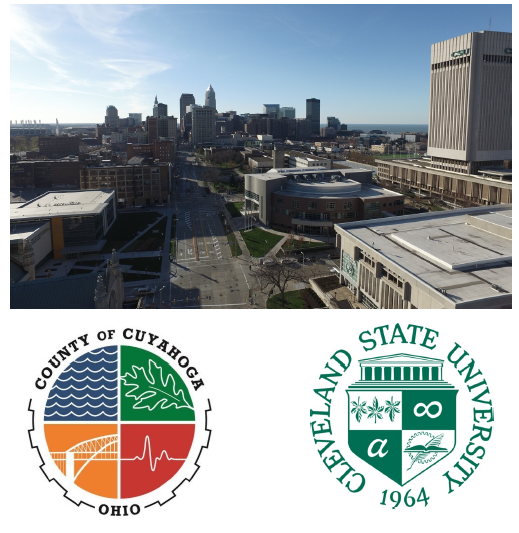 CSU
COUNTY OF CUYAHOGA
OHIO
CLEVELAND STATE UNIVERSITY
a
1964